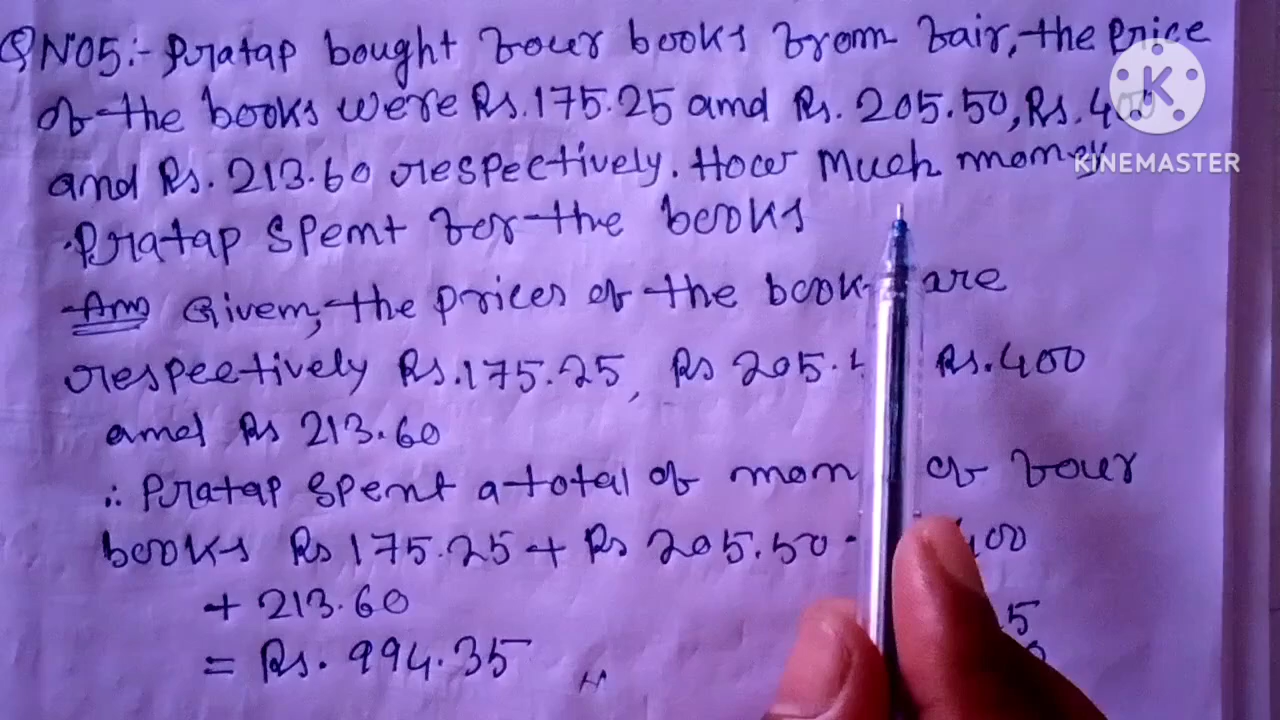 QNO5:- Pratap bought four books from fair, the price
of the books were Rs.175.25 and Rs. 205.50, Rs. 400
and Rs. 213.60 respectively. How Much money
Pratap Spent for the books
Ans Given, the prices of the book are
respectively Rs.175.25, Rs 205. Rs.400
and Rs 213.60
∴ Pratap spent a total of of four
books Rs 175.25 + Rs 205.50 400
+ 213.60
= Rs. 994.35
K
KINEMASTER